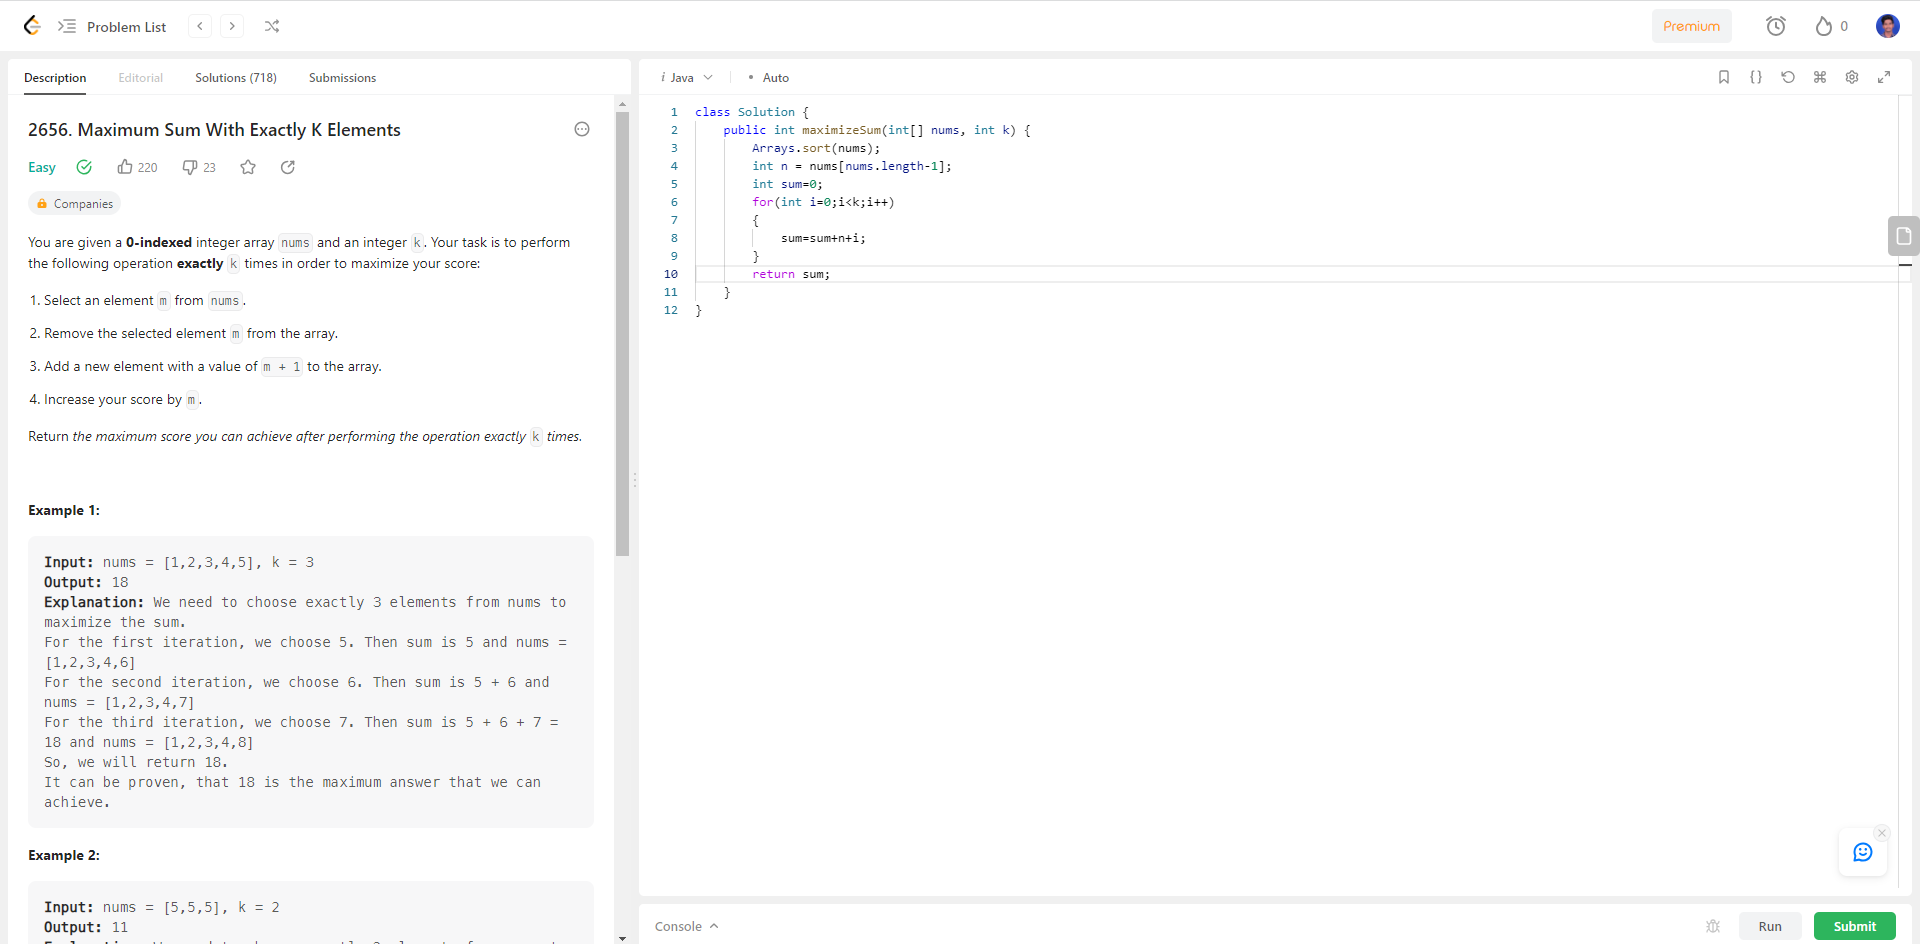 Problem List
Premium
0
Description Editorial Solutions (718) Submissions
2656. Maximum Sum With Exactly K Elements
Easy 220 23
Companies
You are given a 0-indexed integer array nums and an integer k. Your task is to perform
the following operation exactly k times in order to maximize your score:
1. Select an element m from nums.
2. Remove the selected element m from the array.
3. Add a new element with a value of m + 1 to the array.
4. Increase your score by m.
Return the maximum score you can achieve after performing the operation exactly k times.
Example 1:
Input: nums = [1,2,3,4,5], k = 3
Output: 18
Explanation: We need to choose exactly 3 elements from nums to
maximize the sum.
For the first iteration, we choose 5. Then sum is 5 and nums =
[1,2,3,4,6]
For the second iteration, we choose 6. Then sum is 5 + 6 and
nums = [1,2,3,4,7]
For the third iteration, we choose 7. Then sum is 5 + 6 + 7 =
18 and nums = [1,2,3,4,8]
So, we will return 18.
It can be proven, that 18 is the maximum answer that we can
achieve.
Example 2:
Input: nums = [5,5,5], k = 2
Output: 11
i Java • Auto
1 class Solution {
2 public int maximizeSum(int[] nums, int k) {
3 Arrays.sort(nums);
4 int n = nums[nums.length-1];
5 int sum=0;
6 for(int i=0;i<k;i++)
7 {
8 sum=sum+n+i;
9 }
10 return sum;
11 }
12 }
Console
Run
Submit